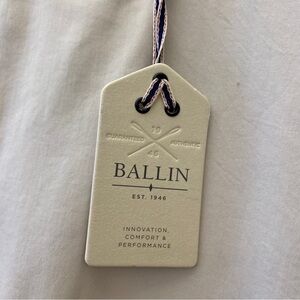 19
GUARANTEED AUTHENTIC
46
BALLIN
EST. 1946
INNOVATION,
COMFORT &
PERFORMANCE